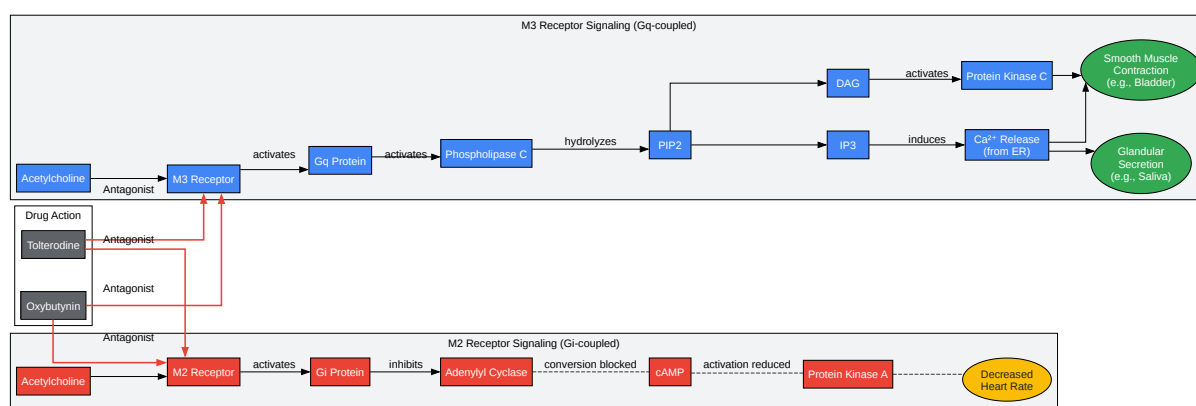 M3 Receptor Signaling (Gq-coupled)
Smooth Muscle
Contraction
(e.g., Bladder)
DAG
activates
Protein Kinase C
activates
Gq Protein
activates
Phospholipase C
hydrolyzes
PIP2
IP3
induces
Ca²⁺ Release
(from ER)
Glandular
Secretion
(e.g., Saliva)
Acetylcholine
Antagonist
M3 Receptor
Drug Action
Tolterodine
Antagonist
Oxybutynin
Antagonist
Antagonist
M2 Receptor Signaling (Gi-coupled)
Acetylcholine
M2 Receptor
activates
Gi Protein
inhibits
Adenylyl Cyclase
conversion blocked
cAMP
activation reduced
Protein Kinase A
Decreased
Heart Rate